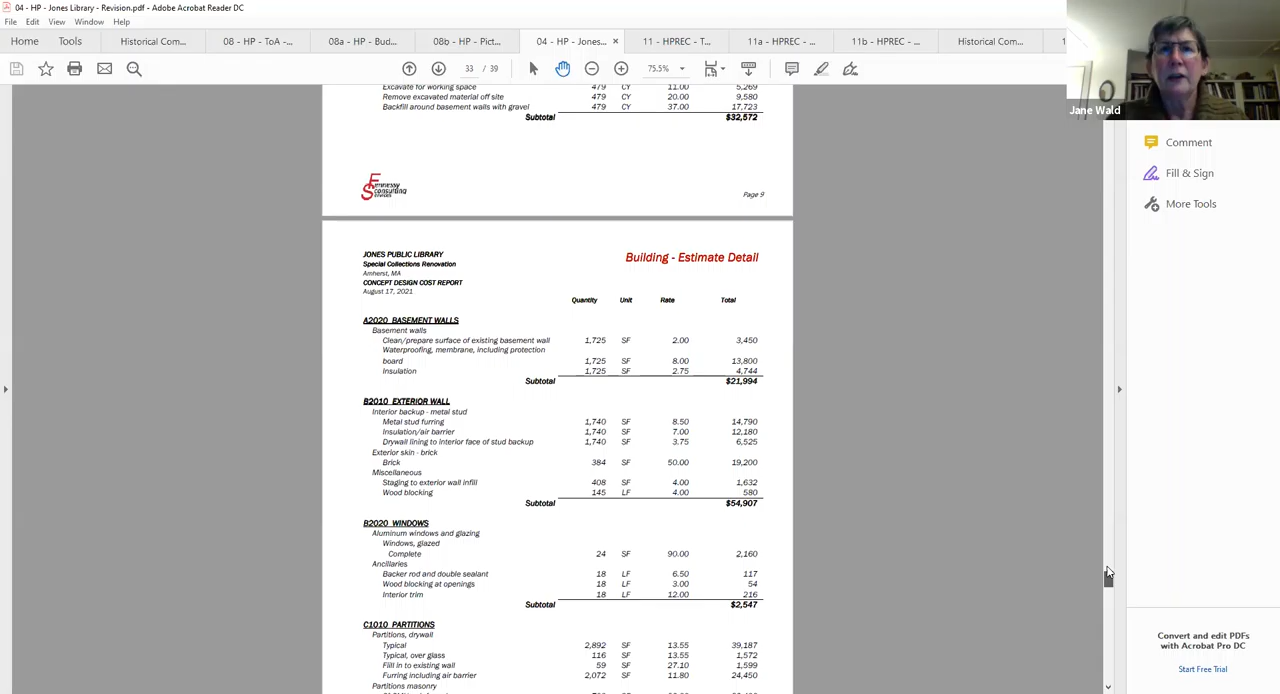 04 - HP - Jones Library - Revision.pdf - Adobe Acrobat Reader DC
File Edit View Window Help
Home Tools Historical Com... 08 - HP - ToA -... 08a - HP - Bud... 08b - HP - Pict... 04 - HP - Jones... × 11 - HPREC - T... 11a - HPREC - ... 11b - HPREC - ... Historical Com...
33 / 39 75.5%
Jane Wald
Comment
Fill & Sign
More Tools
Excavate for working space 479 CY 11.00 5,269
Remove excavated material off site 479 CY 20.00 9,580
Backfill around basement walls with gravel 479 CY 37.00 17,723
Subtotal $32,572
Fennessy
Consulting
Services
Page 9
JONES PUBLIC LIBRARY
Building - Estimate Detail
Special Collections Renovation
Amherst, MA
CONCEPT DESIGN COST REPORT
August 17, 2021
Quantity Unit Rate Total
A2020 BASEMENT WALLS
Basement walls
Clean/prepare surface of existing basement wall 1,725 SF 2.00 3,450
Waterproofing, membrane, including protection
board 1,725 SF 8.00 13,800
Insulation 1,725 SF 2.75 4,744
Subtotal $21,994
B2010 EXTERIOR WALL
Interior backup - metal stud
Metal stud furring 1,740 SF 8.50 14,790
Insulation/air barrier 1,740 SF 7.00 12,180
Drywall lining to interior face of stud backup 1,740 SF 3.75 6,525
Exterior skin - brick
Brick 384 SF 50.00 19,200
Miscellaneous
Staging to exterior wall infill 408 SF 4.00 1,632
Wood blocking 145 LF 4.00 580
Subtotal $54,907
B2020 WINDOWS
Aluminum windows and glazing
Windows, glazed
Complete 24 SF 90.00 2,160
Ancillaries
Backer rod and double sealant 18 LF 6.50 117
Wood blocking at openings 18 LF 3.00 54
Interior trim 18 LF 12.00 216
Subtotal $2,547
C1010 PARTITIONS
Partitions, drywall
Typical 2,892 SF 13.55 39,187
Typical, over glass 116 SF 13.55 1,572
Fill in to existing wall 59 SF 27.10 1,599
Furring including air barrier 2,072 SF 11.80 24,450
Partitions masonry
Convert and edit PDFs
with Acrobat Pro DC
Start Free Trial